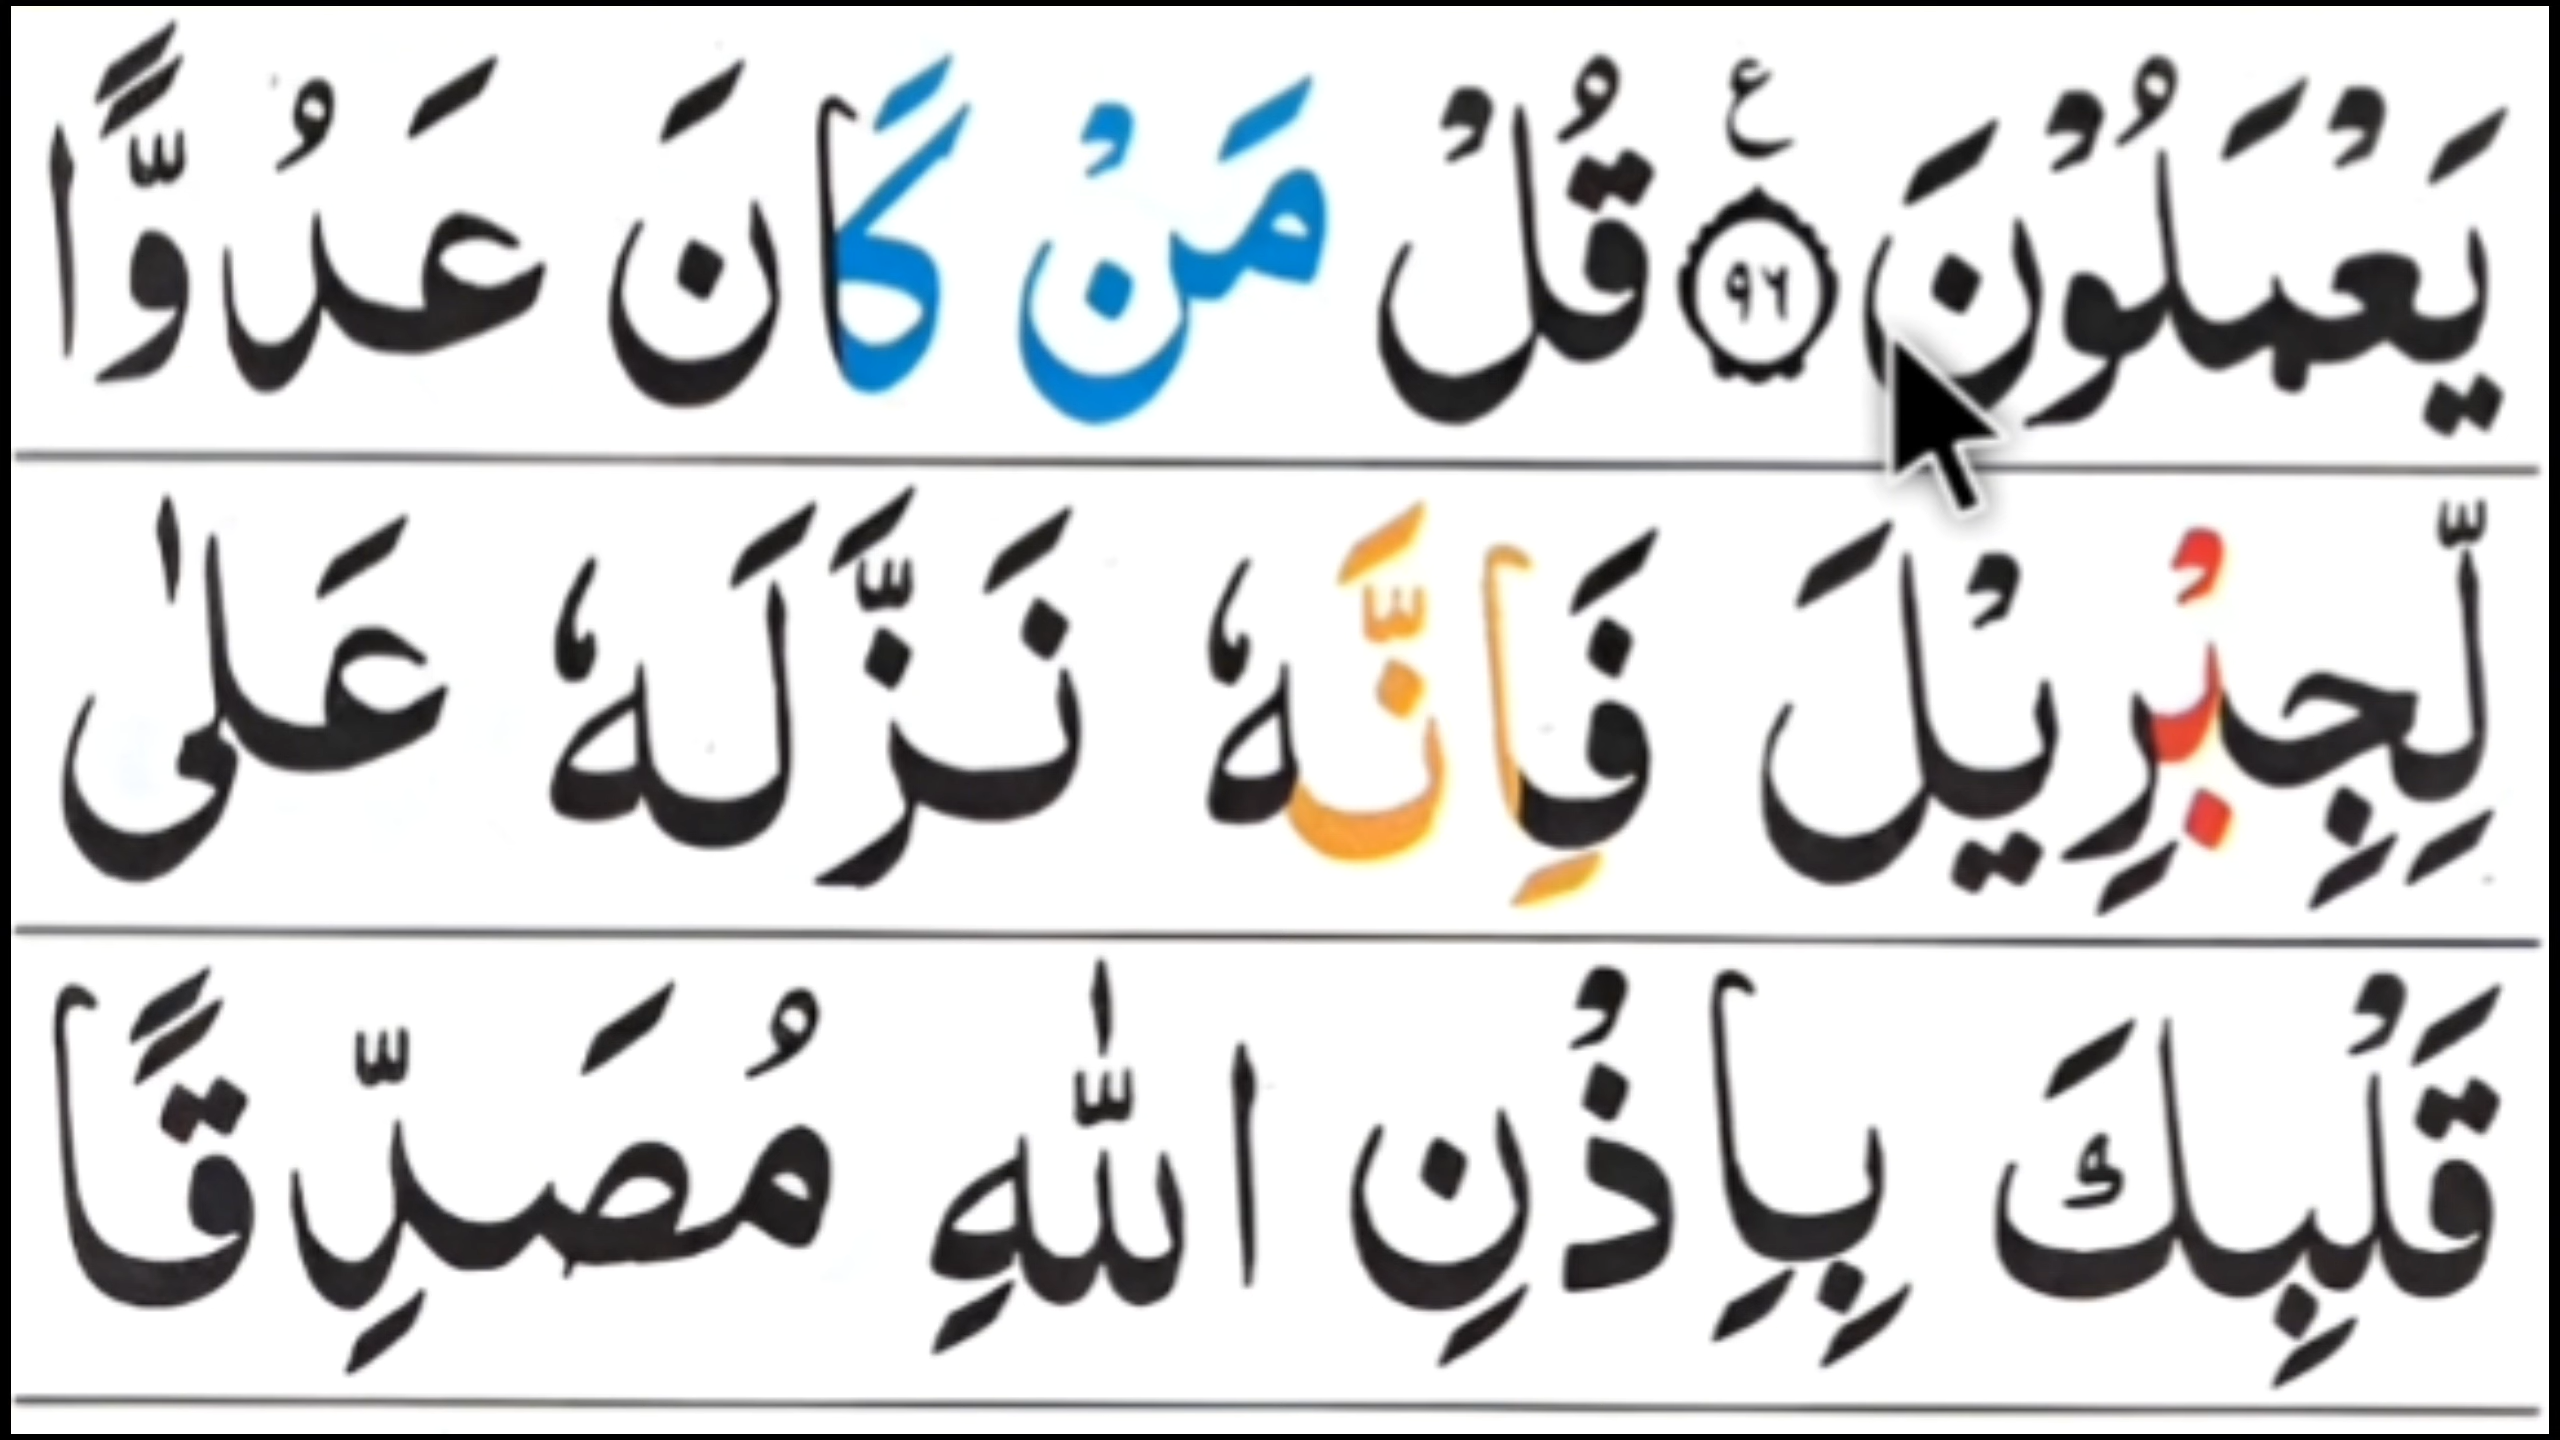 يَعْمَلُوْنَ ۝٩٦ ع قُلْ مَنْ كَانَ عَدُوًّا
لِّجِبْرِيْلَ فَاِنَّهٗ نَزَّلَهٗ عَلٰى
قَلْبِكَ بِاِذْنِ اللّٰهِ مُصَدِّقًا